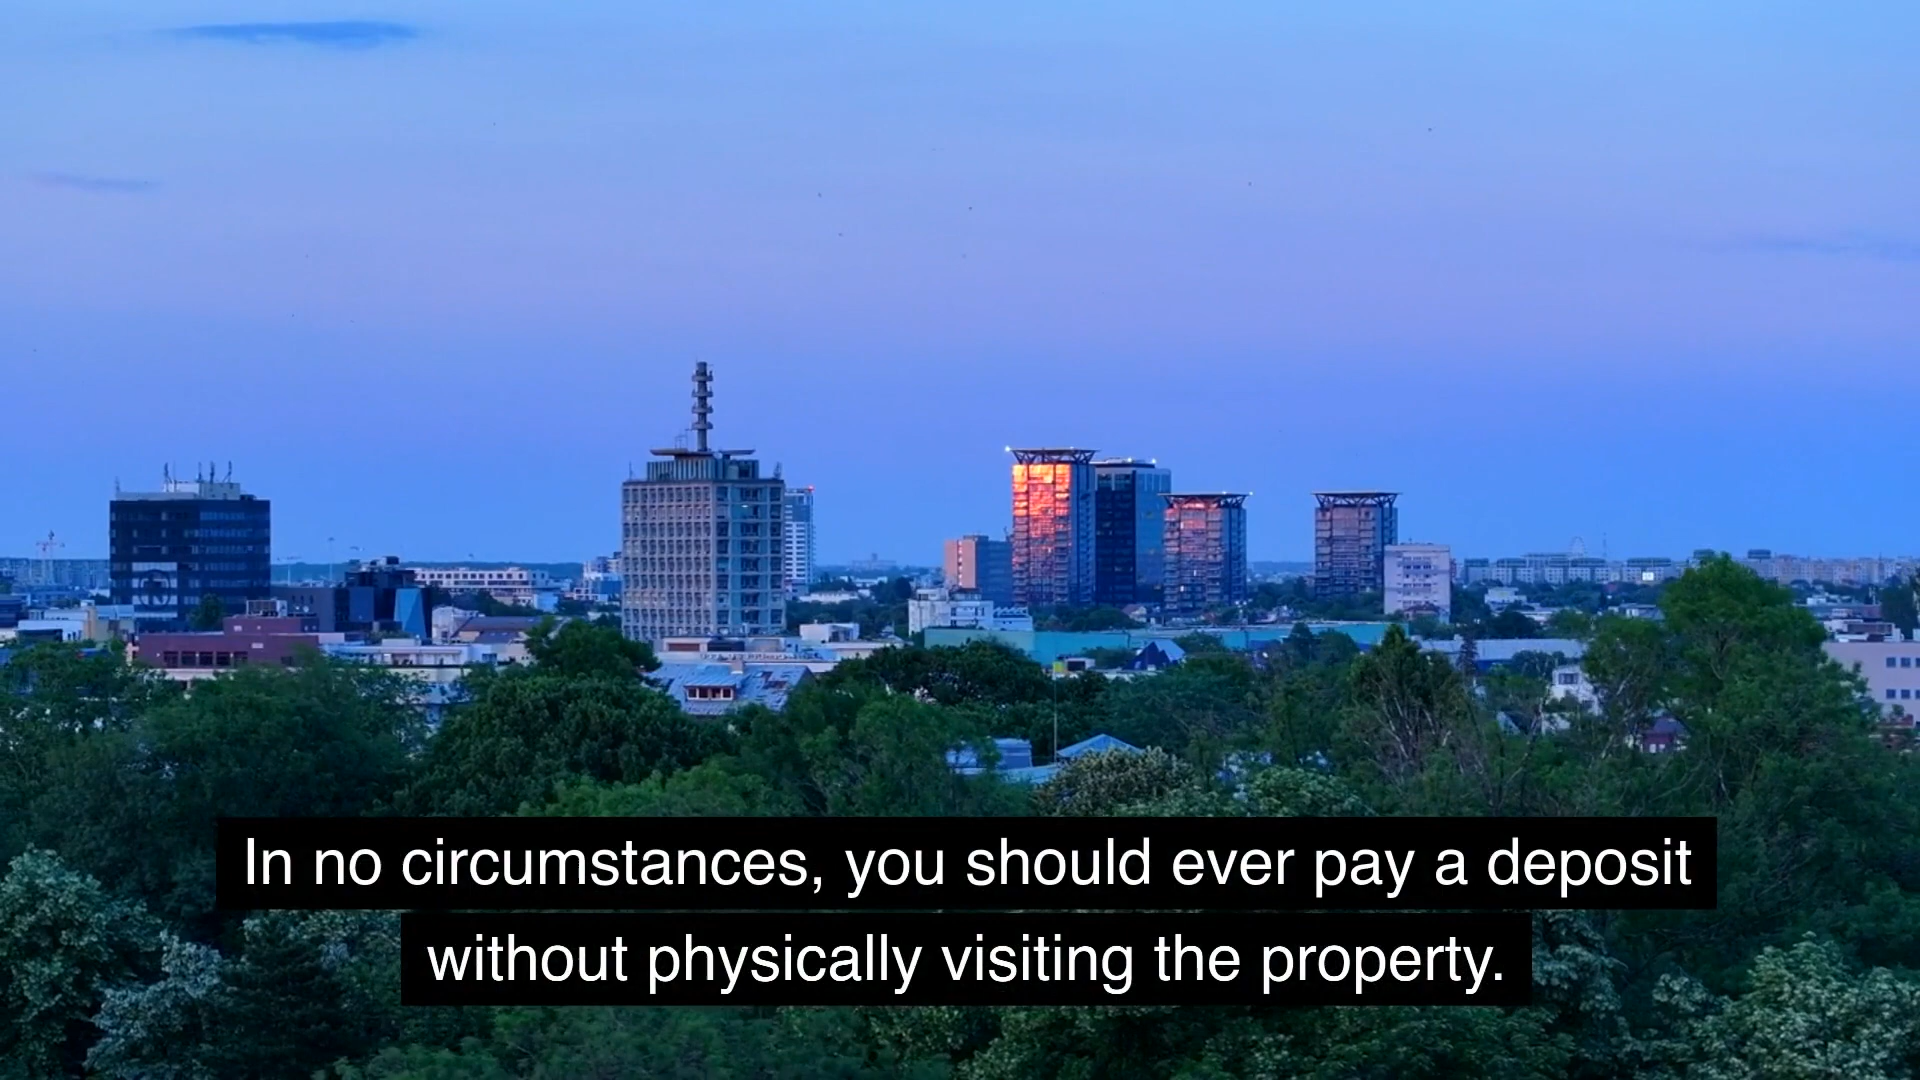 In no circumstances, you should ever pay a deposit
without physically visiting the property.